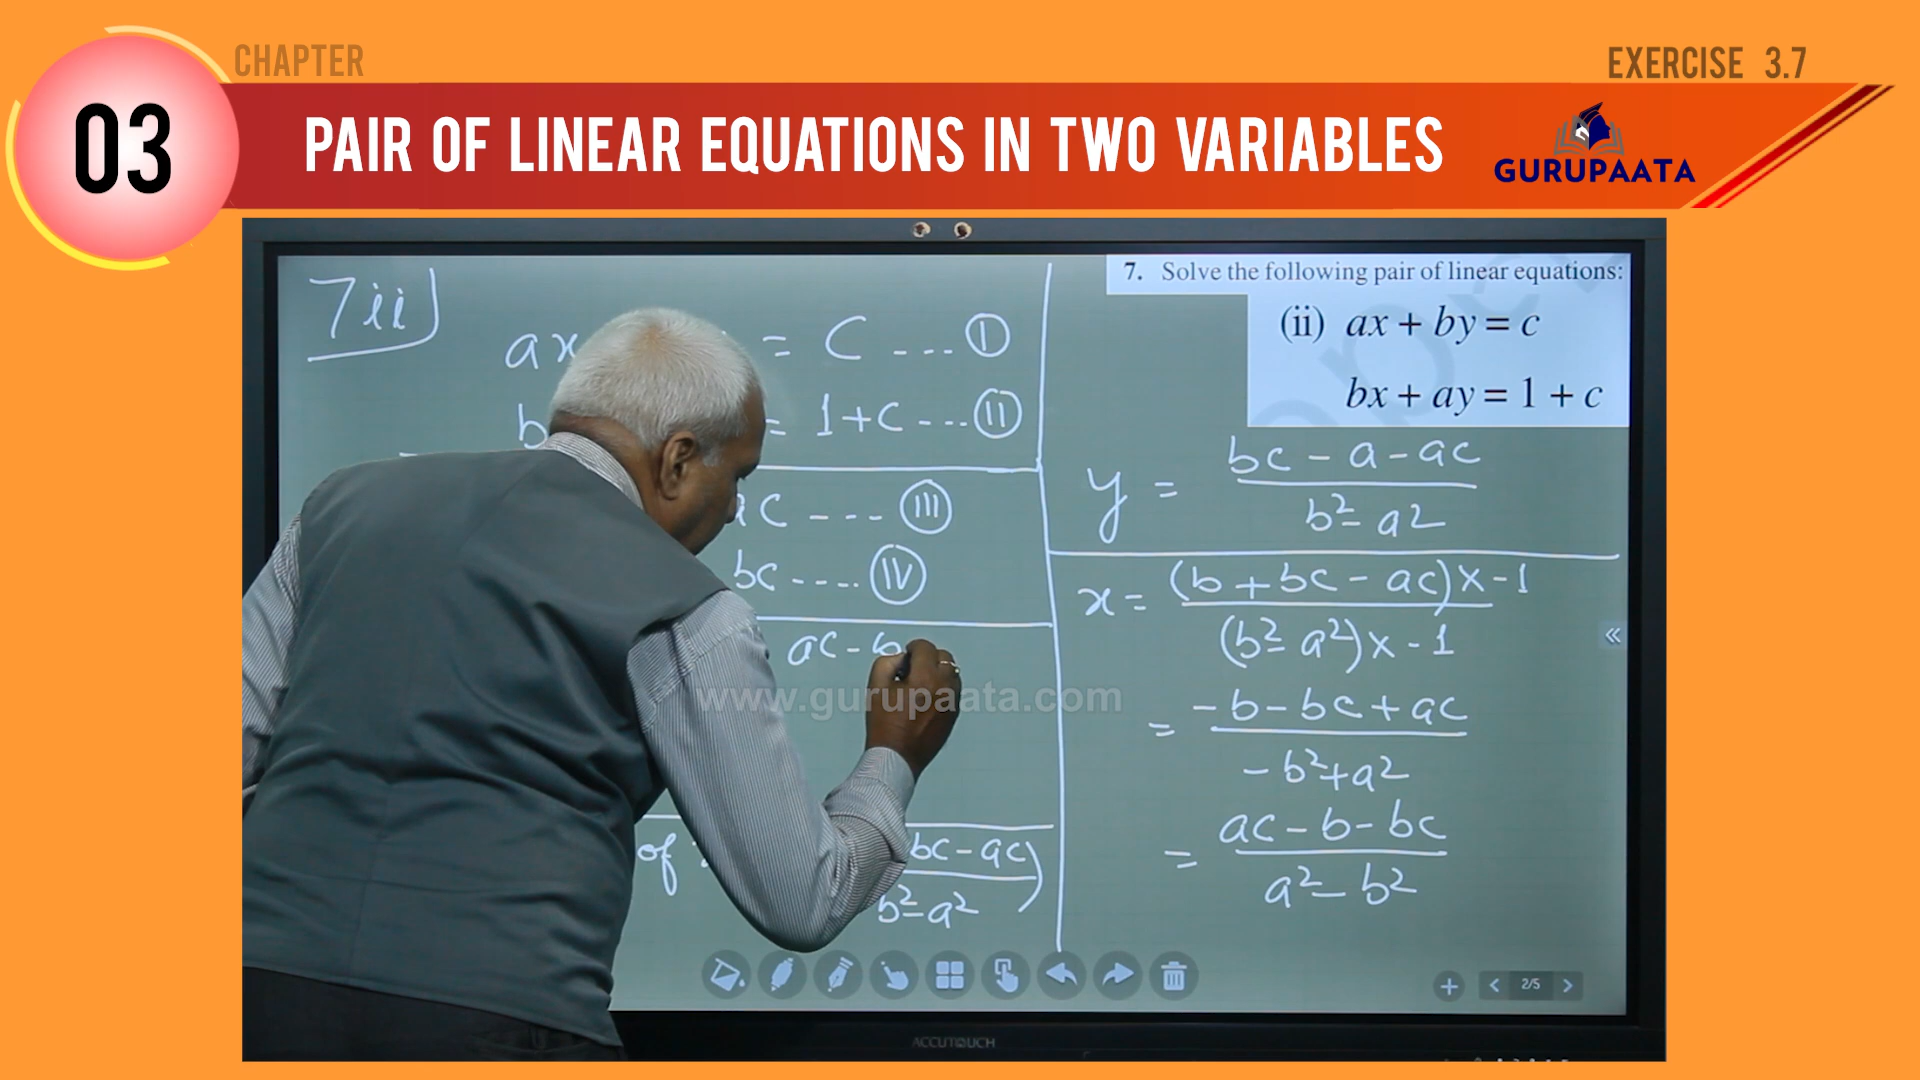 CHAPTER
EXERCISE 3.7
03
PAIR OF LINEAR EQUATIONS IN TWO VARIABLES
GURUPAATA
7ii)
ax = C ---- I
b = 1+C --- II
ac --- III
bc ---- IV
ac - b
of
bc - ac)
b² - a²
7. Solve the following pair of linear equations:
(ii) ax + by = c
bx + ay = 1 + c
y = bc - a - ac
b² - a²
x = (b + bc - ac) x - 1
(b² - a²) x - 1
= - b - bc + ac
- b² + a²
= ac - b - bc
a² - b²
www.gurupaata.com
2/5
ACCUTOUCH